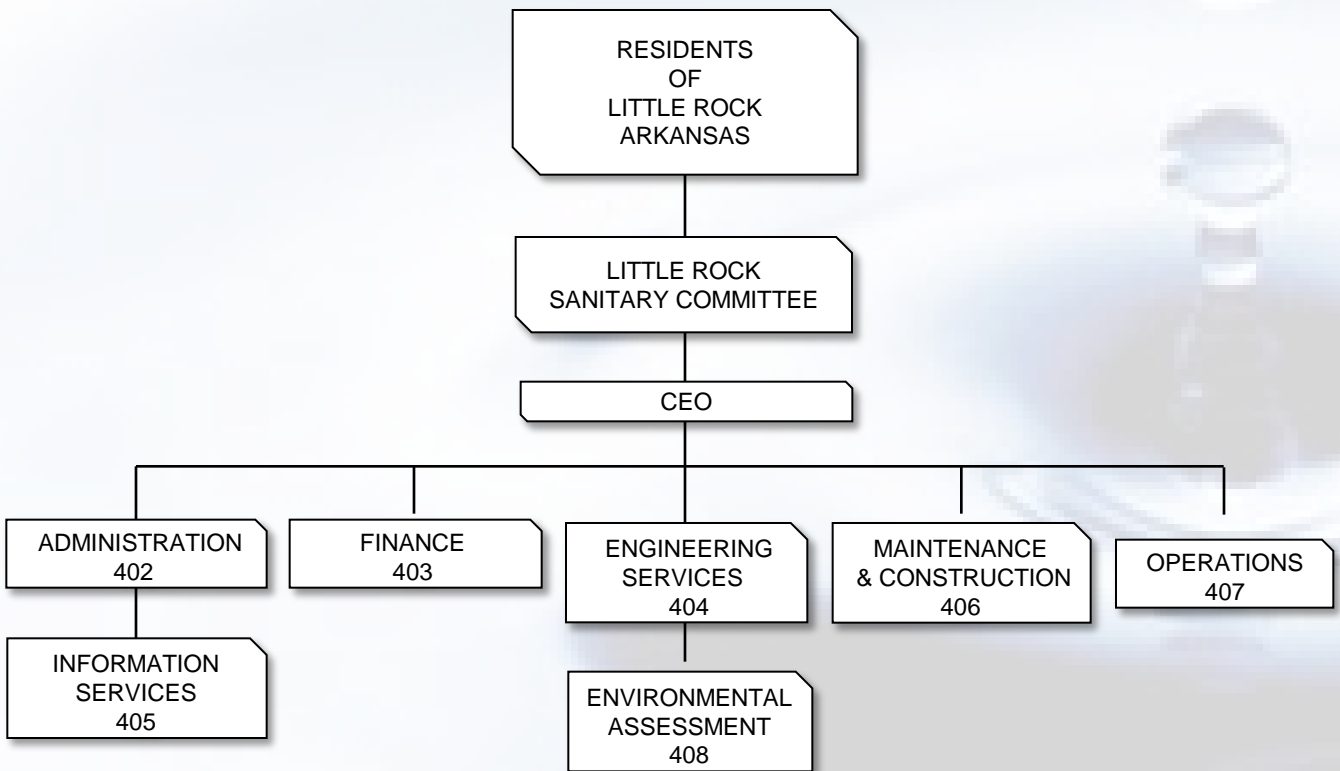 RESIDENTS
OF
LITTLE ROCK
ARKANSAS
LITTLE ROCK
SANITARY COMMITTEE
CEO
ADMINISTRATION
402
FINANCE
403
ENGINEERING
SERVICES
404
MAINTENANCE
& CONSTRUCTION
406
OPERATIONS
407
INFORMATION
SERVICES
405
ENVIRONMENTAL
ASSESSMENT
408